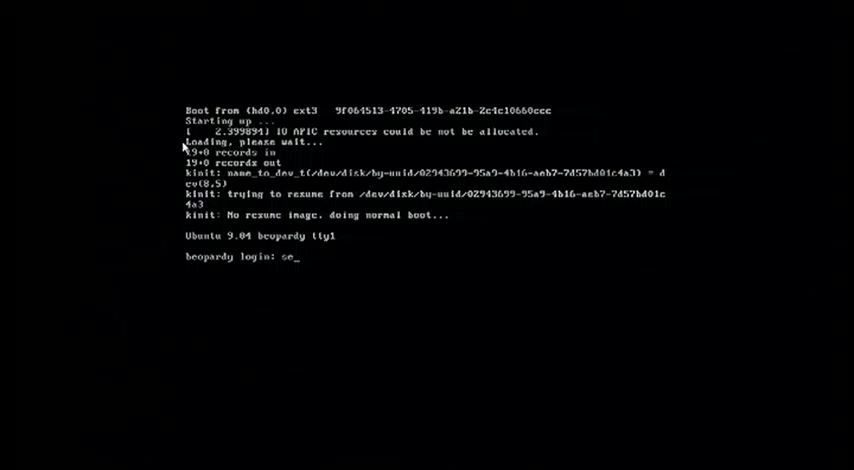 Boot from (hd0,0) ext3   9f064513-4705-419b-a21b-2c4c10660ccc
Starting up ...
[    2.399894] IO APIC resources could be not be allocated.
Loading, please wait...
19+0 records in
19+0 records out
kinit: name_to_dev_t(/dev/disk/by-uuid/02943699-95a9-4b16-aeb7-7d57bd01c4a3) = d
ev(8,5)
kinit: trying to resume from /dev/disk/by-uuid/02943699-95a9-4b16-aeb7-7d57bd01c
4a3
kinit: No resume image, doing normal boot...
Ubuntu 9.04 beopardy tty1
beopardy login: se_